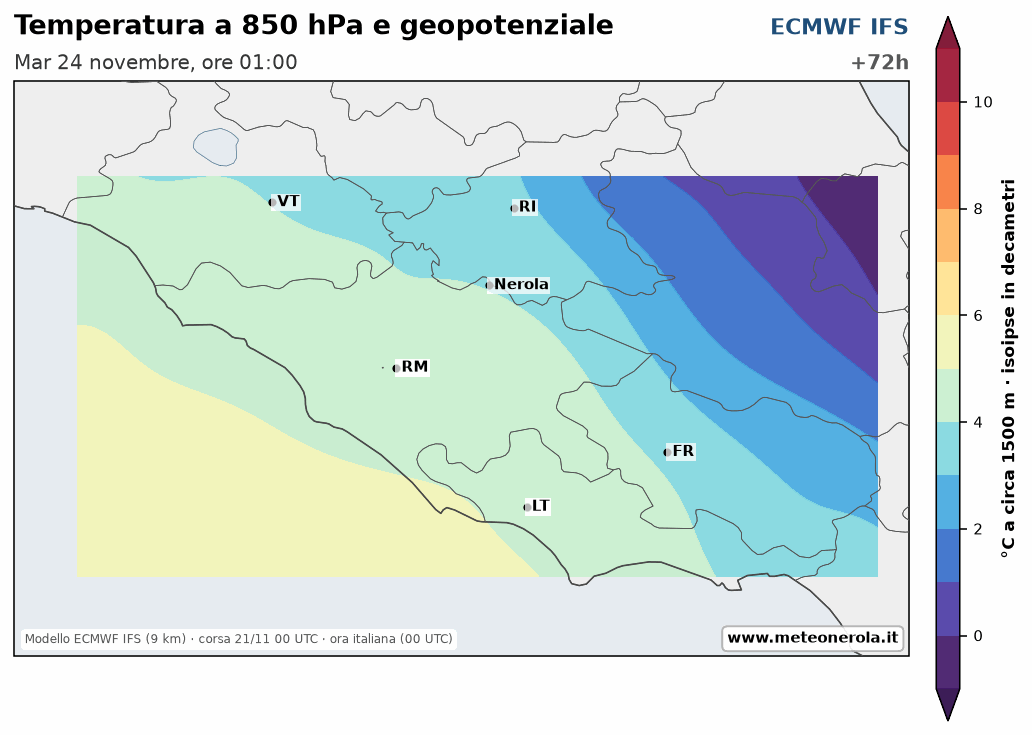 Temperatura a 850 hPa e geopotenziale
ECMWF IFS
Mar 24 novembre, ore 01:00
+72h
VT
RI
Nerola
RM
FR
LT
10
8
6
4
2
0
°C a circa 1500 m · isoipse in decametri
Modello ECMWF IFS (9 km) · corsa 21/11 00 UTC · ora italiana (00 UTC)
www.meteonerola.it